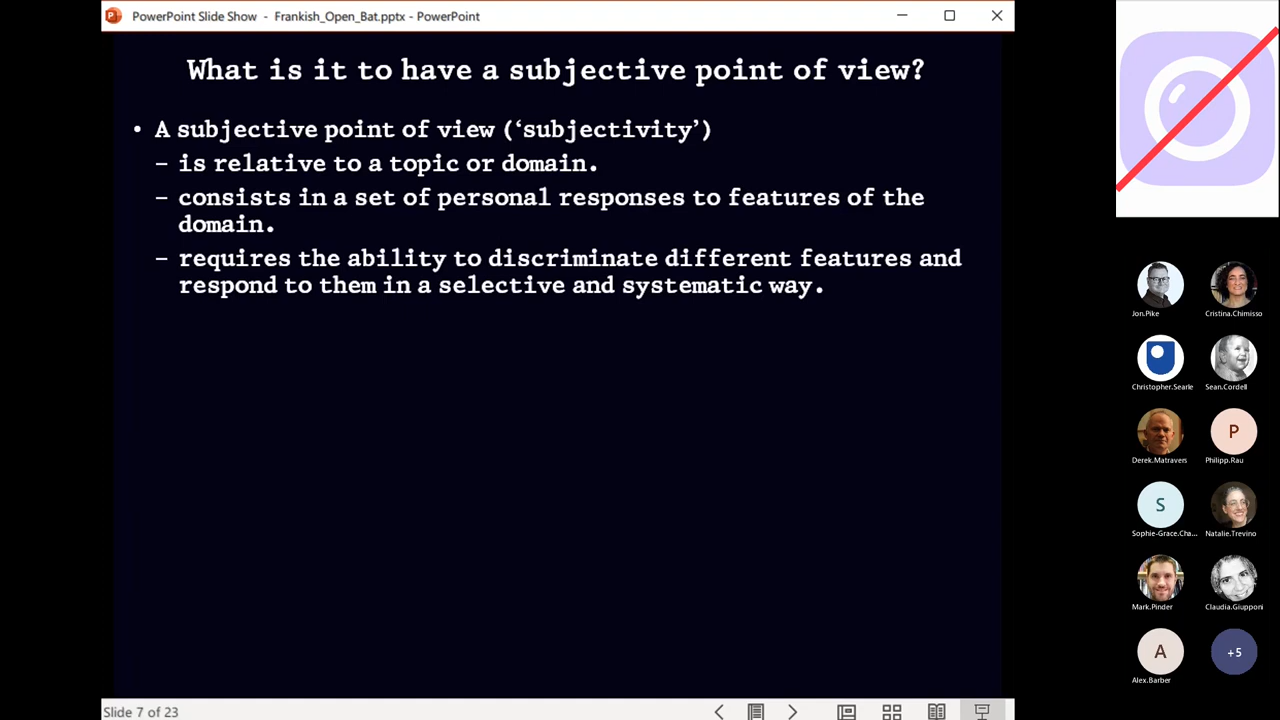 PowerPoint Slide Show - Frankish_Open_Bat.pptx - PowerPoint
What is it to have a subjective point of view?
• A subjective point of view (‘subjectivity’)
– is relative to a topic or domain.
– consists in a set of personal responses to features of the
domain.
– requires the ability to discriminate different features and
respond to them in a selective and systematic way.
Slide 7 of 23
Jon.Pike
Cristina.Chimisso
Christopher.Searle
Sean.Cordell
Derek.Matravers
P
Philipp.Rau
S
Sophie-Grace.Cha...
Natalie.Trevino
Mark.Pinder
Claudia.Giupponi
A
Alex.Barber
+5